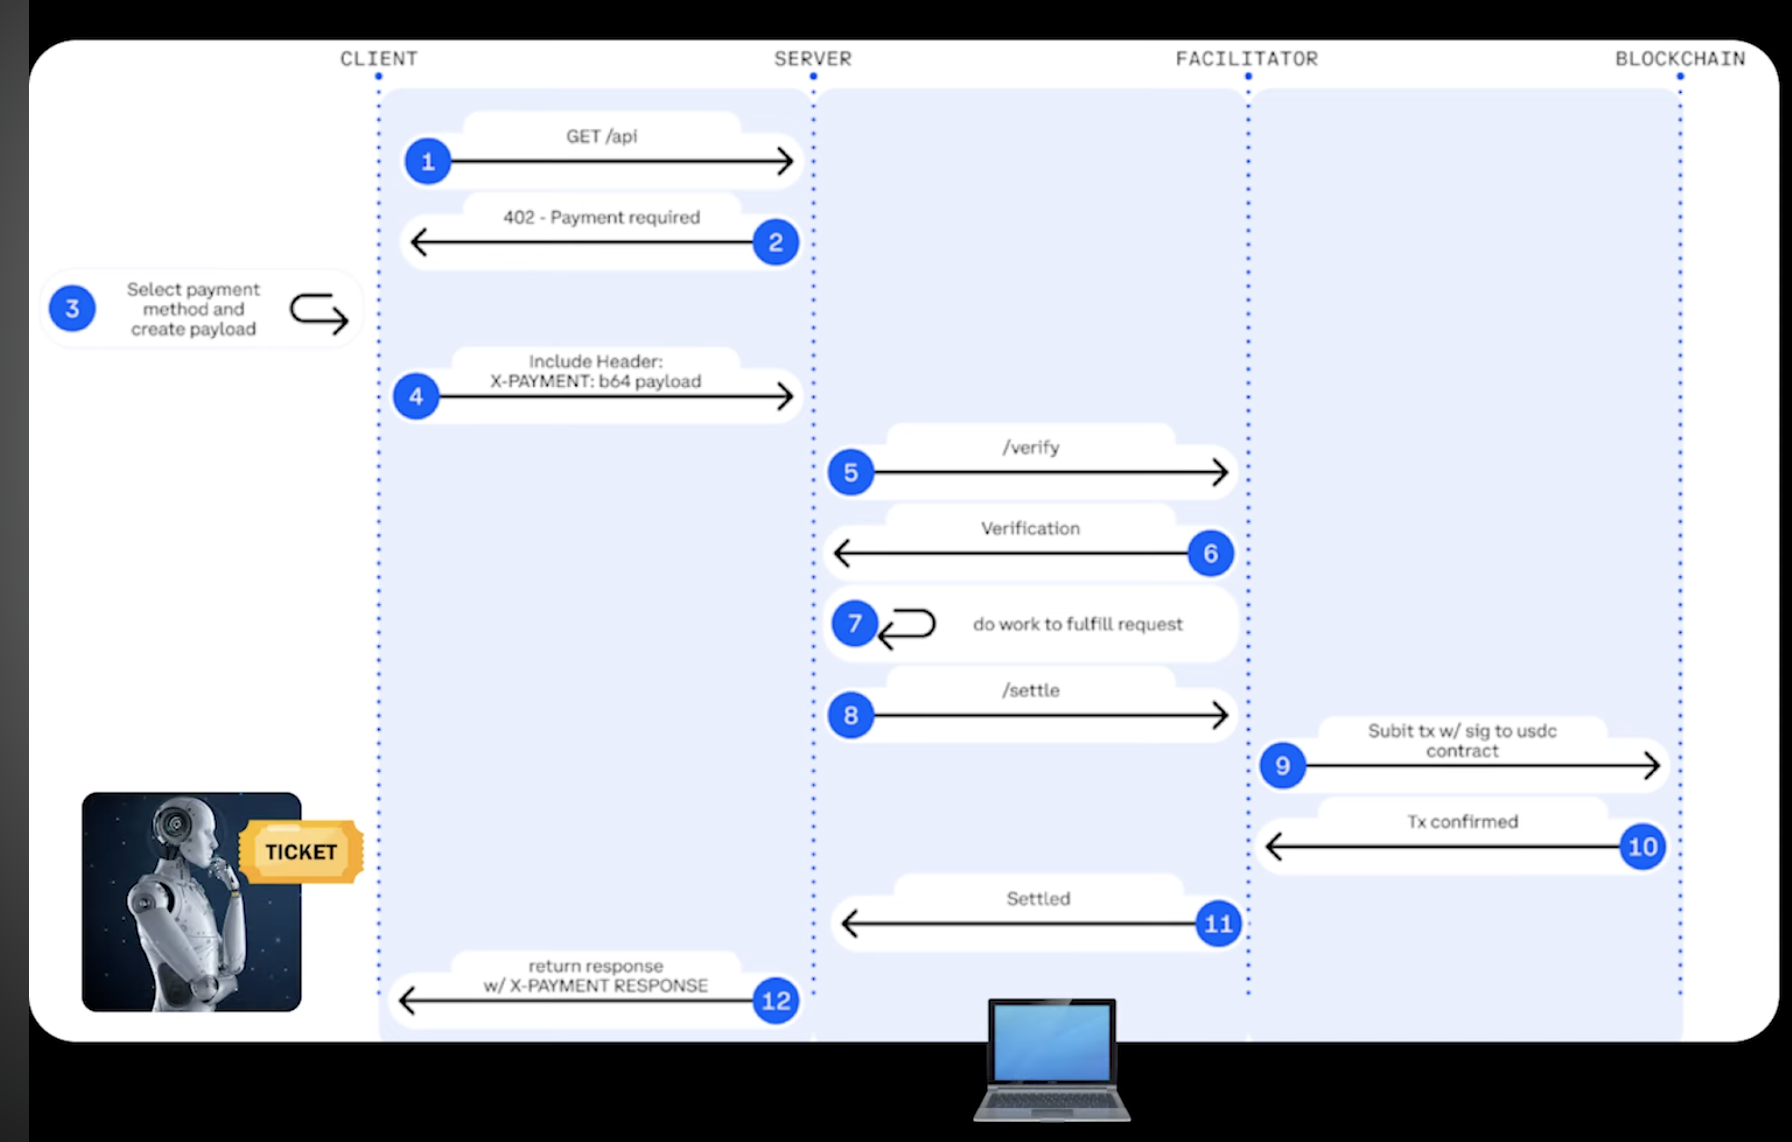 CLIENT
SERVER
FACILITATOR
BLOCKCHAIN
1
GET /api
402 - Payment required
2
3
Select payment
method and
create payload
Include Header:
X-PAYMENT: b64 payload
4
/verify
5
Verification
6
7
do work to fulfill request
/settle
8
Subit tx w/ sig to usdc
contract
9
Tx confirmed
10
TICKET
Settled
11
return response
w/ X-PAYMENT RESPONSE
12